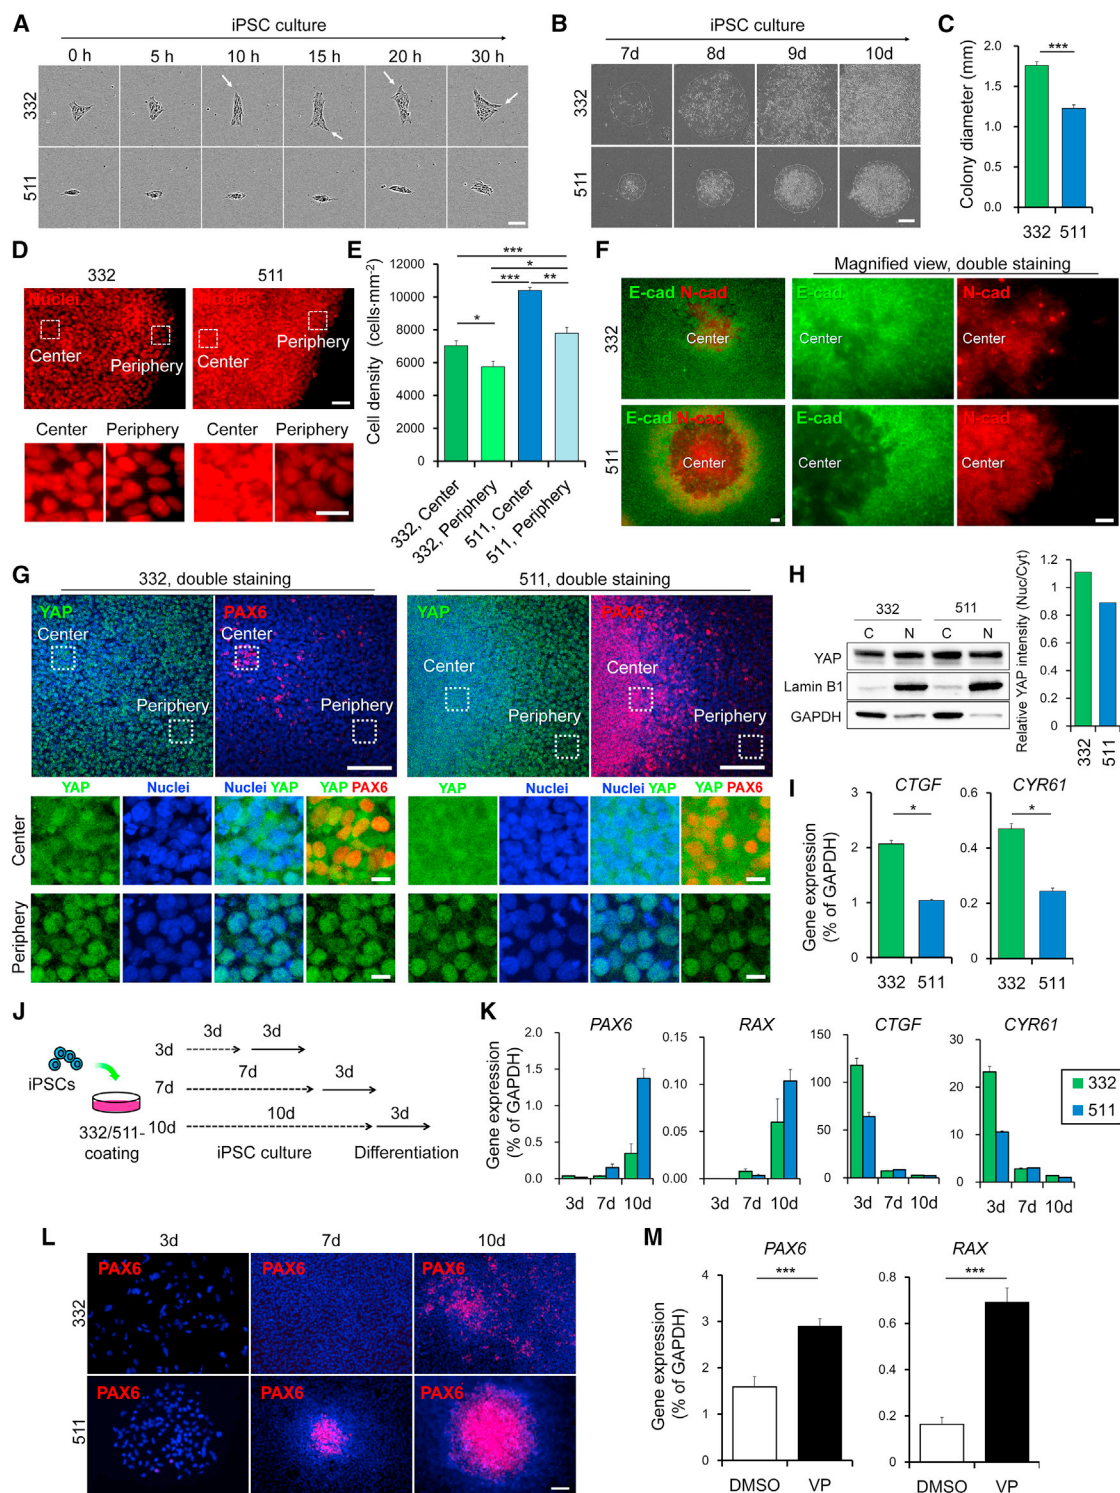 A
iPSC culture
0 h 5 h 10 h 15 h 20 h 30 h
332
511
B
iPSC culture
7d 8d 9d 10d
332
511
C
Colony diameter (mm)
2.0
1.5
1.0
0.5
0.0
***
332 511
D
332 511
Nuclei Nuclei
Center Periphery Center Periphery
Center Periphery Center Periphery
E
Cell density (cells·mm-2)
12000
10000
8000
6000
4000
2000
0
***
*
*** **
*
332, Center
332, Periphery
511, Center
511, Periphery
F
Magnified view, double staining
332
E-cad N-cad E-cad N-cad
Center Center Center
511
E-cad N-cad E-cad N-cad
Center Center Center
G
332, double staining 511, double staining
YAP PAX6 YAP PAX6
Center Center Center Center
Periphery Periphery Periphery Periphery
YAP Nuclei Nuclei YAP YAP PAX6 YAP Nuclei Nuclei YAP YAP PAX6
Center
Periphery
H
332 511
C N C N
YAP
Lamin B1
GAPDH
Relative YAP intensity (Nuc/Cyt)
1.2
1
0.8
0.6
0.4
0.2
0
332 511
I
CTGF CYR61
Gene expression
(% of GAPDH)
3
2
1
0
*
332 511
0.6
0.4
0.2
0
*
332 511
J
iPSCs
332/511-
coating
3d 3d 3d
7d 7d 3d
10d 10d 3d
iPSC culture Differentiation
K
Gene expression
(% of GAPDH)
PAX6
2.0
1.5
1.0
0.5
0.0
3d 7d 10d
RAX
0.15
0.10
0.05
0.00
3d 7d 10d
CTGF
150
100
50
0
3d 7d 10d
CYR61
30
20
10
0
3d 7d 10d
332
511
L
3d 7d 10d
332
PAX6 PAX6 PAX6
511
PAX6 PAX6 PAX6
M
Gene expression
(% of GAPDH)
PAX6
4
3
2
1
0
***
DMSO VP
RAX
0.8
0.6
0.4
0.2
0
***
DMSO VP